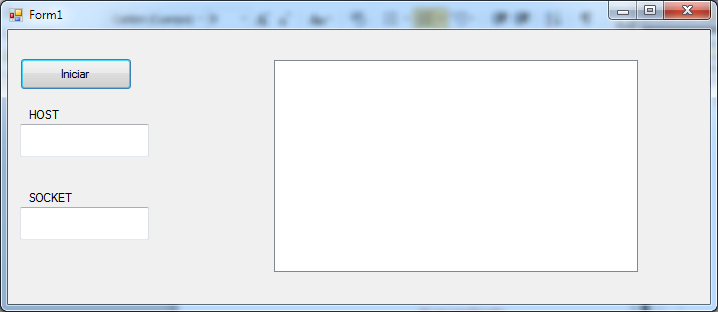 Form1
Iniciar
HOST
SOCKET